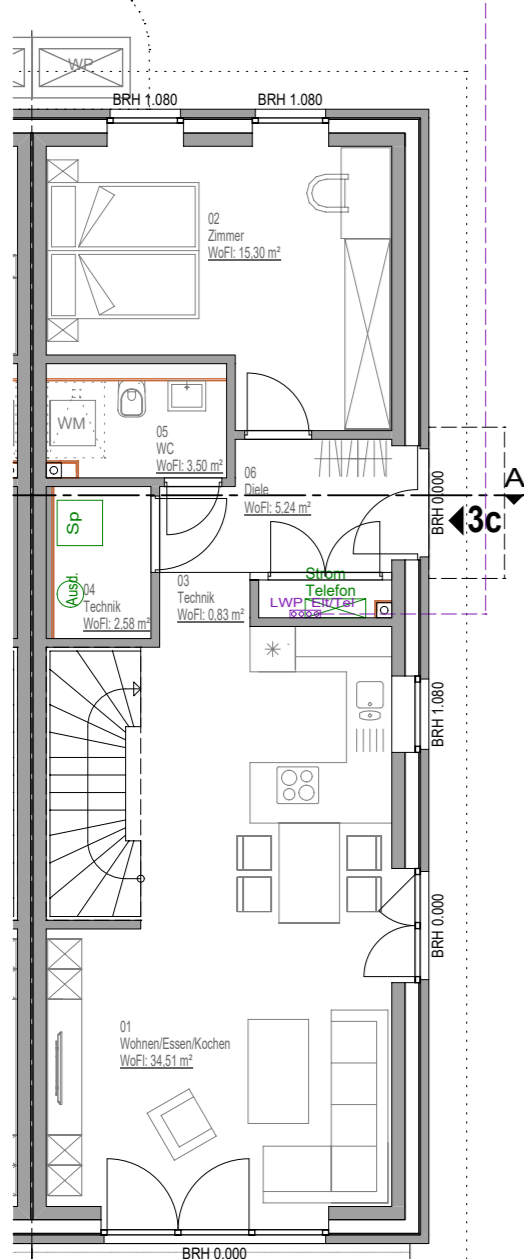 WP
BRH 1.080
BRH 1.080
02
Zimmer
WoFl: 15,30 m²
WM
05
WC
WoFl: 3,50 m²
06
Diele
WoFl: 5,24 m²
BRH 0.000
A
3c
Sp
Ausd.
04
Technik
WoFl: 2,58 m²
03
Technik
WoFl: 0,83 m²
Strom
Telefon
LWP Elt/Tel
BRH 1.080
BRH 0.000
01
Wohnen/Essen/Kochen
WoFl: 34,51 m²
BRH 0.000